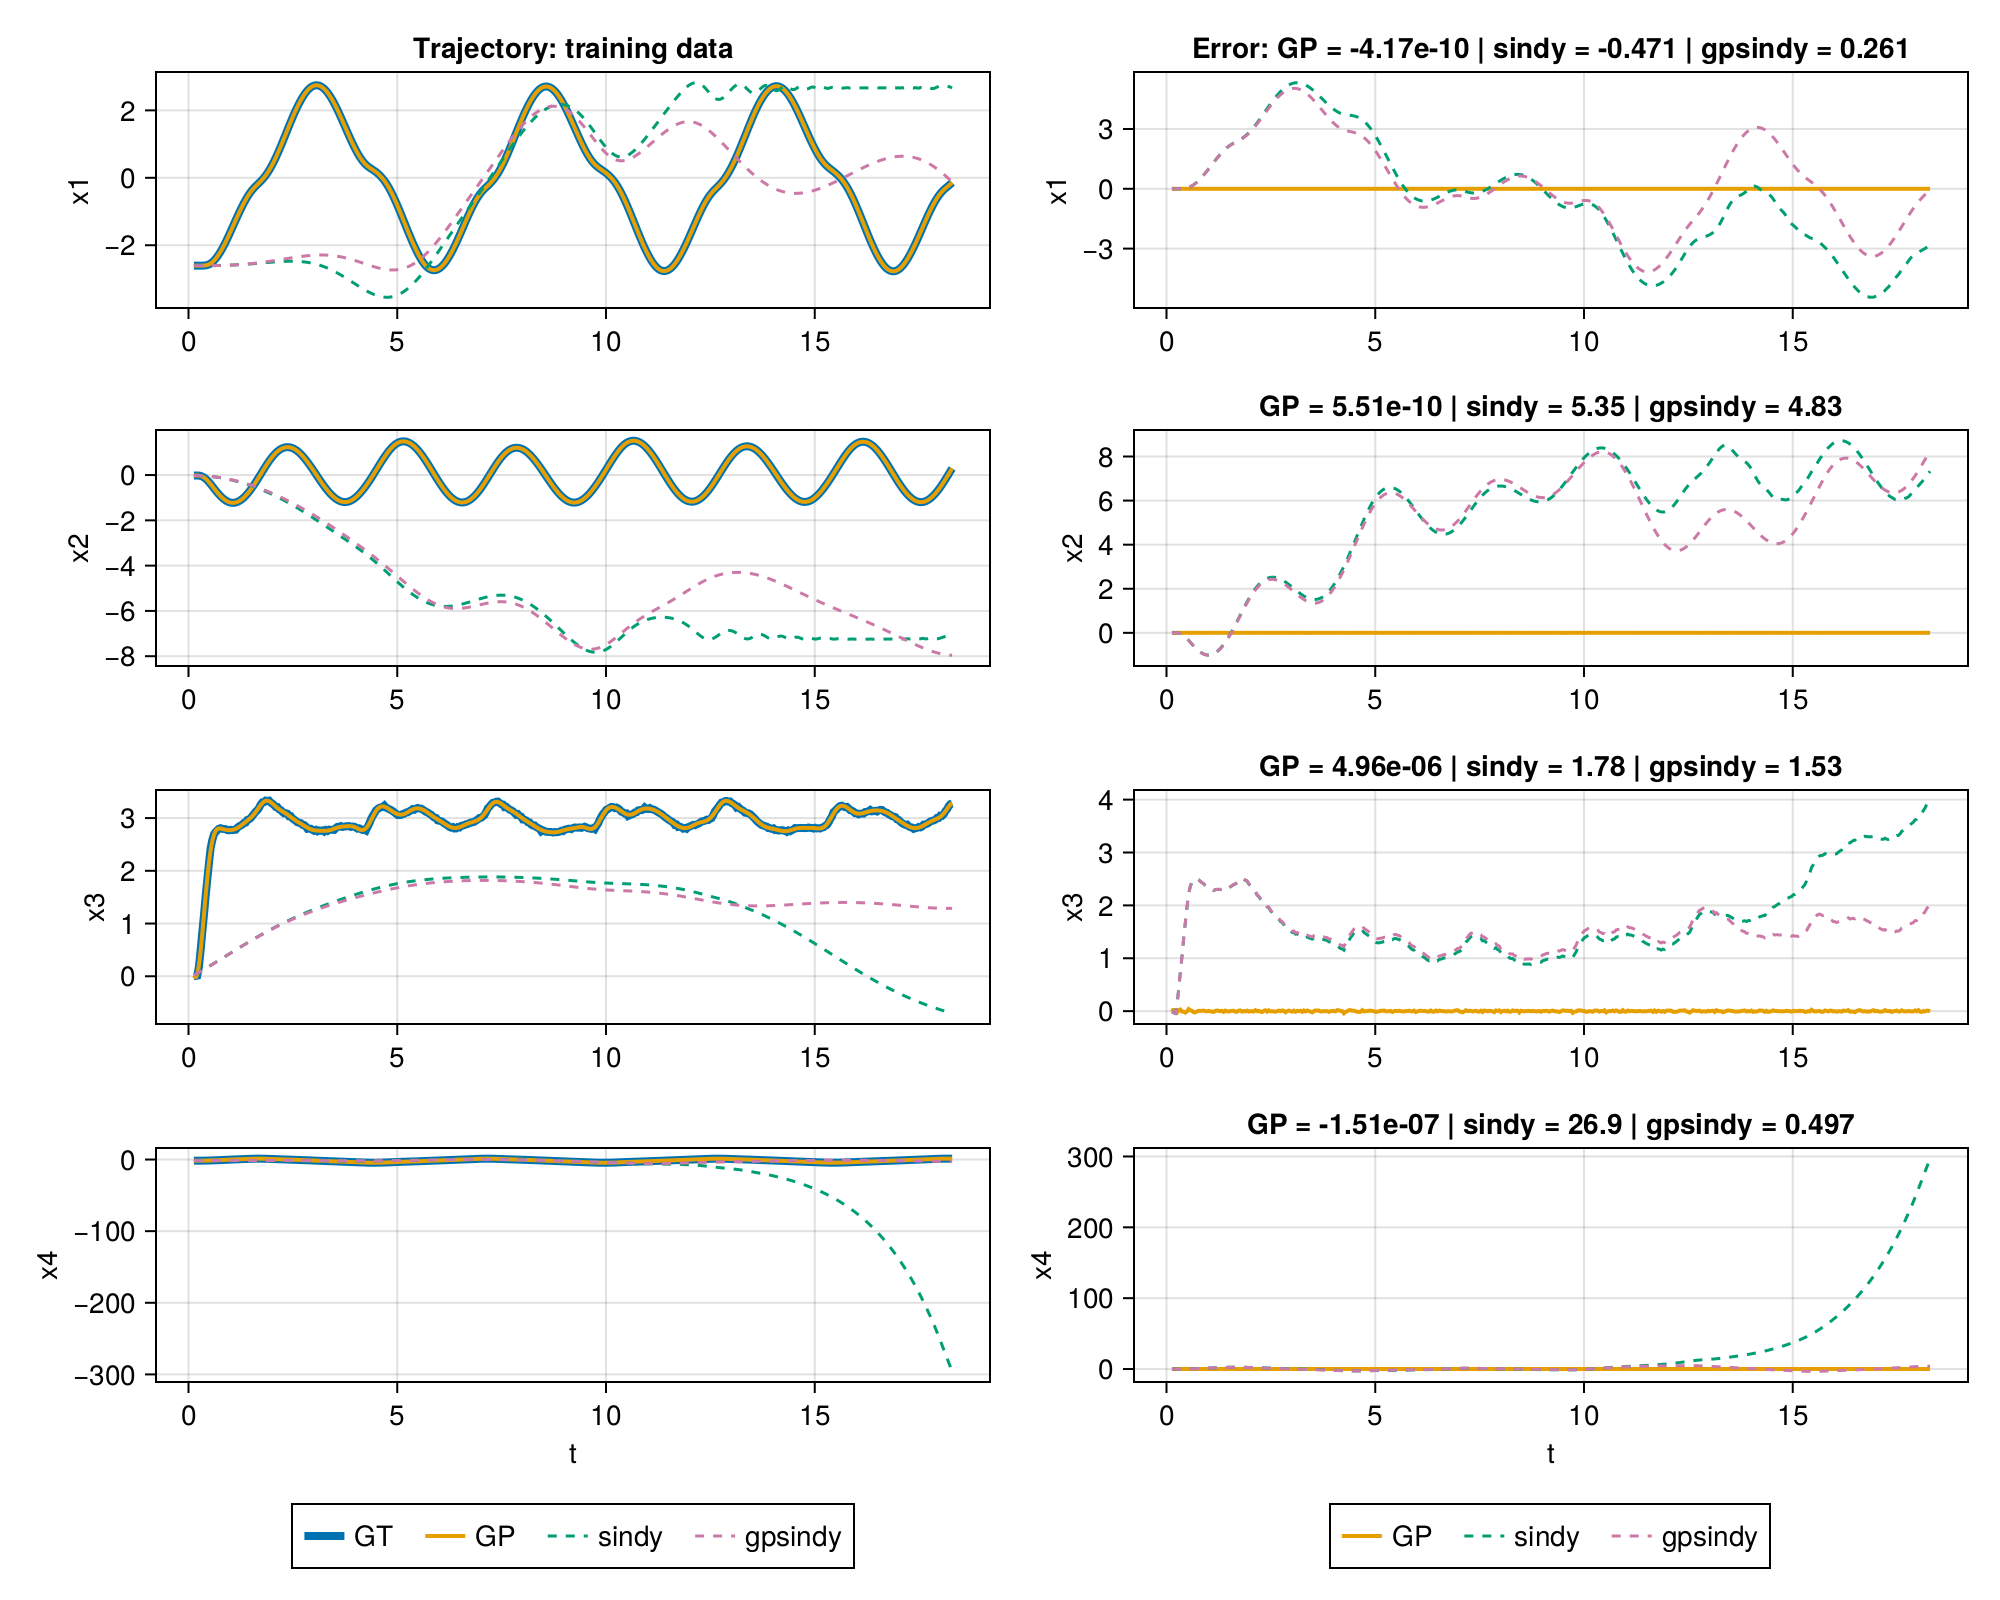 Trajectory: training data
x1
2
0
−2
0 5 10 15
Error: GP = -4.17e-10 | sindy = -0.471 | gpsindy = 0.261
x1
3
0
−3
0 5 10 15
x2
0
−2
−4
−6
−8
0 5 10 15
GP = 5.51e-10 | sindy = 5.35 | gpsindy = 4.83
x2
8
6
4
2
0
0 5 10 15
x3
3
2
1
0
0 5 10 15
GP = 4.96e-06 | sindy = 1.78 | gpsindy = 1.53
x3
4
3
2
1
0
0 5 10 15
x4
0
−100
−200
−300
0 5 10 15
t
GP = -1.51e-07 | sindy = 26.9 | gpsindy = 0.497
x4
300
200
100
0
0 5 10 15
t
GT GP sindy gpsindy
GP sindy gpsindy